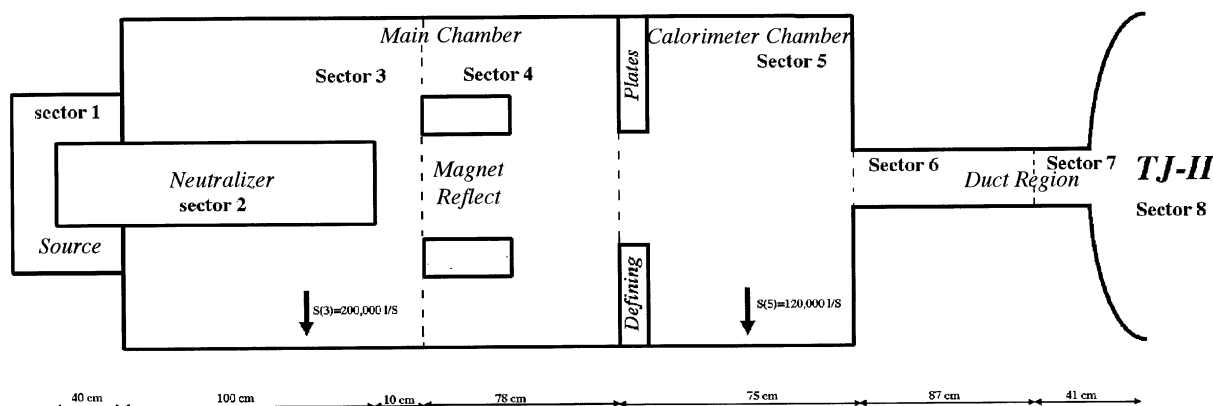 Main Chamber
Calorimeter Chamber
Sector 3
Sector 4
Sector 5
Plates
sector 1
Neutralizer
sector 2
Magnet
Reflect
Sector 6
Sector 7
Duct Region
TJ-II
Sector 8
Source
Defining
S(3)=200,000 l/S
S(5)=120,000 l/S
40 cm
100 cm
10 cm
78 cm
75 cm
87 cm
41 cm